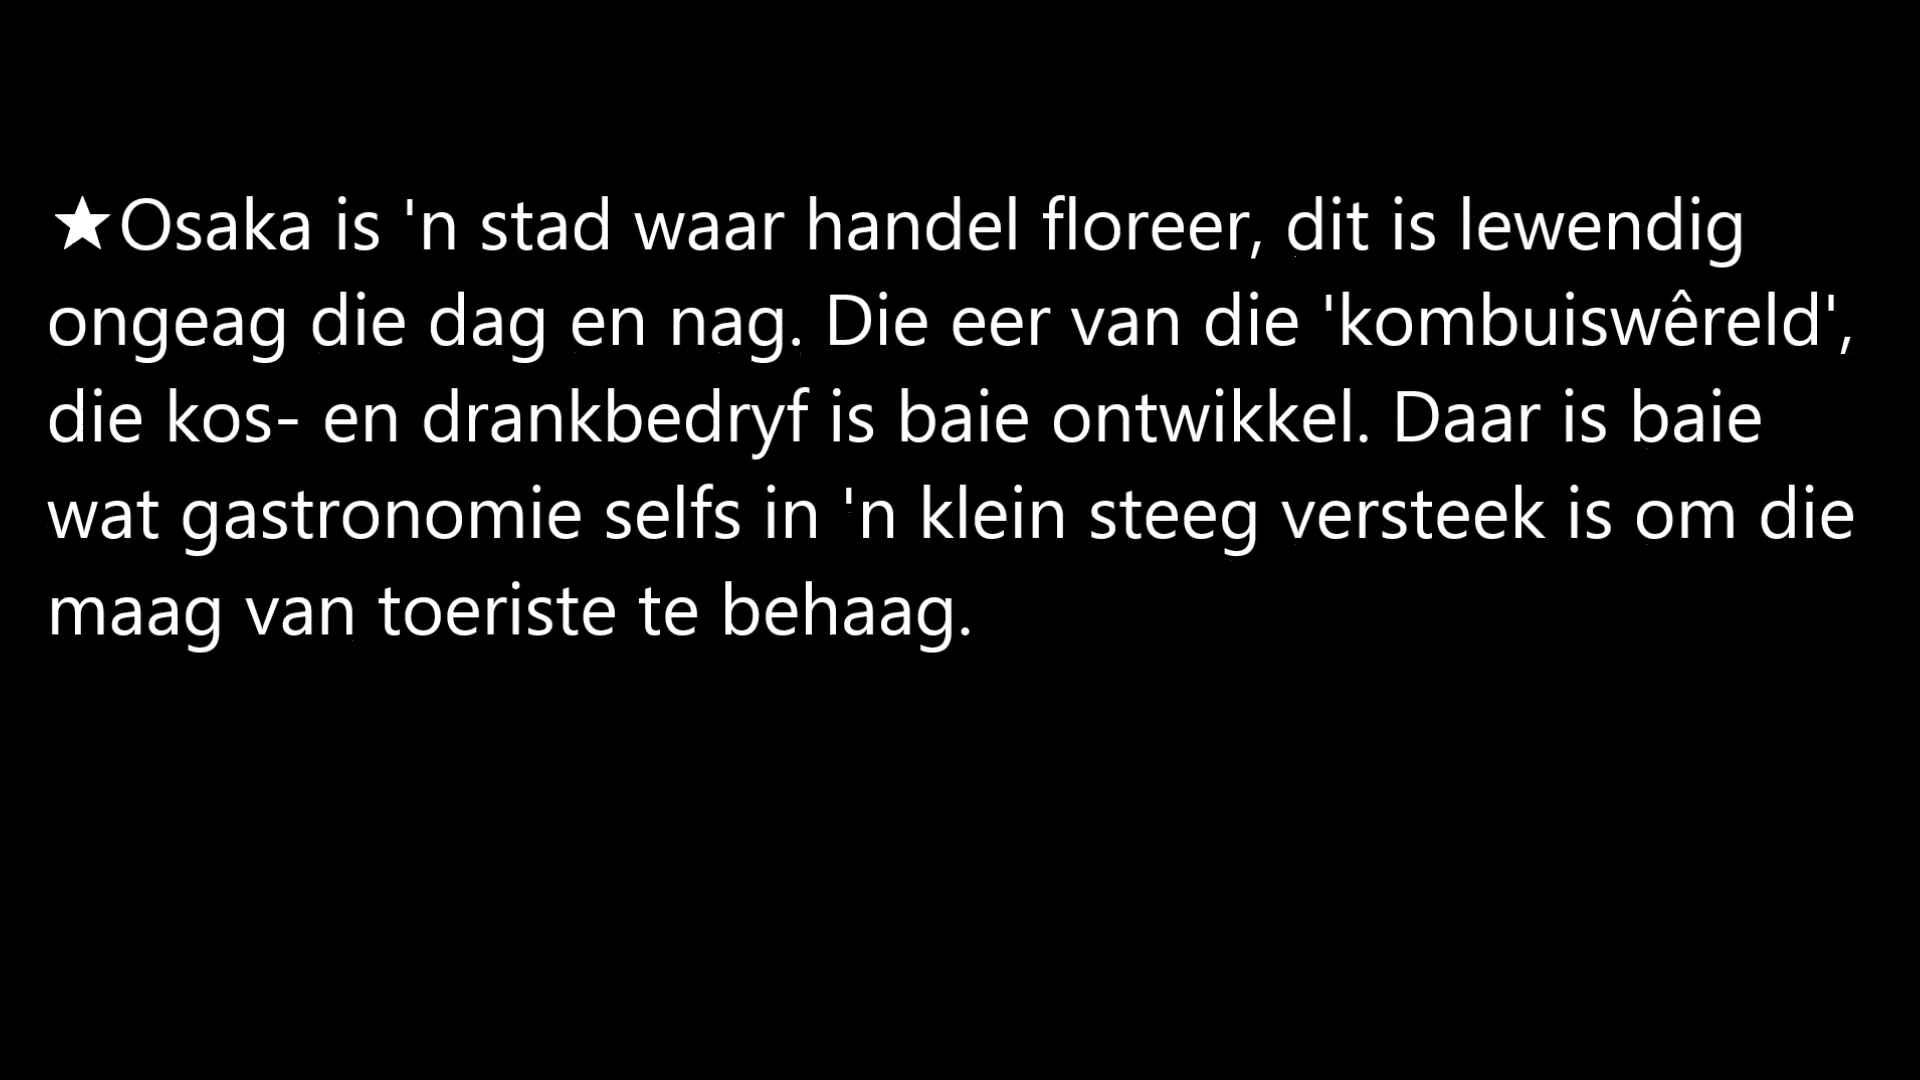 ★Osaka is 'n stad waar handel floreer, dit is lewendig
ongeag die dag en nag. Die eer van die 'kombuiswêreld',
die kos- en drankbedryf is baie ontwikkel. Daar is baie
wat gastronomie selfs in 'n klein steeg versteek is om die
maag van toeriste te behaag.